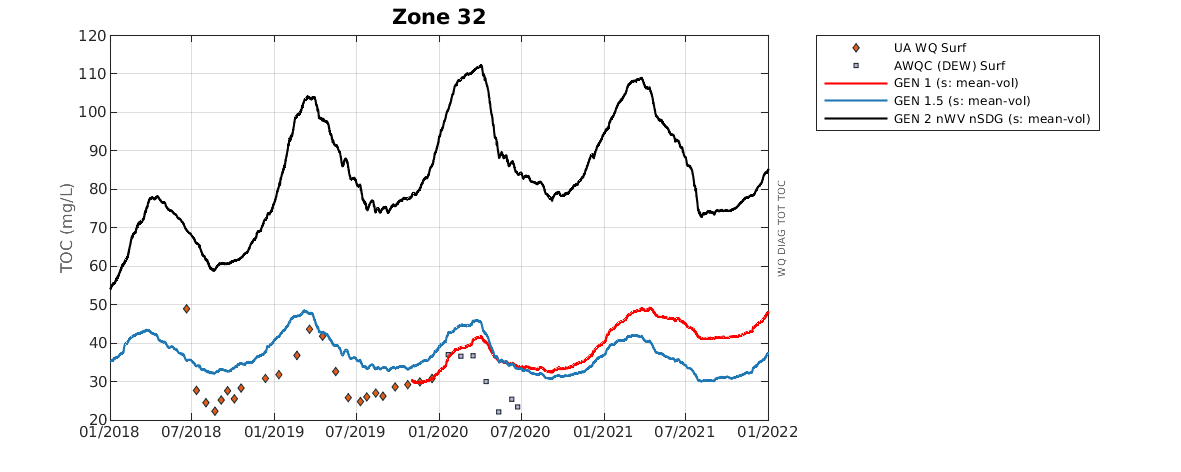 Zone 32
120
110
100
90
80
70
60
50
40
30
20
TOC (mg/L)
01/2018
07/2018
01/2019
07/2019
01/2020
07/2020
01/2021
07/2021
01/2022
WQ DIAG TOT TOC
UA WQ Surf
AWQC (DEW) Surf
GEN 1 (s: mean-vol)
GEN 1.5 (s: mean-vol)
GEN 2 nWV nSDG (s: mean-vol)